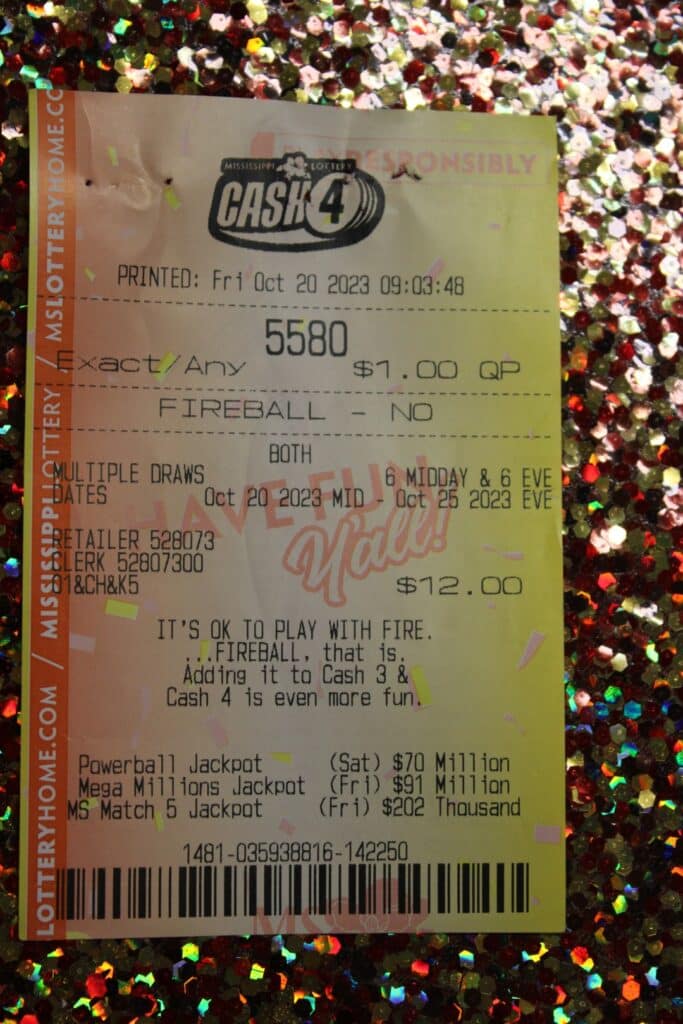 PLAY RESPONSIBLY
MISSISSIPPI LOTTERY
CASH 4
PRINTED: Fri Oct 20 2023 09:03:48
5580
Exact/Any $1.00 QP
FIREBALL - NO
BOTH
MULTIPLE DRAWS 6 MIDDAY & 6 EVE
DATES Oct 20 2023 MID - Oct 25 2023 EVE
HAVE FUN
Y'all!
RETAILER 528073
CLERK 52807300
01&CH&K5
$12.00
IT'S OK TO PLAY WITH FIRE.
...FIREBALL, that is.
Adding it to Cash 3 &
Cash 4 is even more fun.
Powerball Jackpot (Sat) $70 Million
Mega Millions Jackpot (Fri) $91 Million
MS Match 5 Jackpot (Fri) $202 Thousand
1481-035938816-142250
MS
LOTTERYHOME.COM / MISSISSIPPILOTTERY / MSLOTTERYHOME.CO